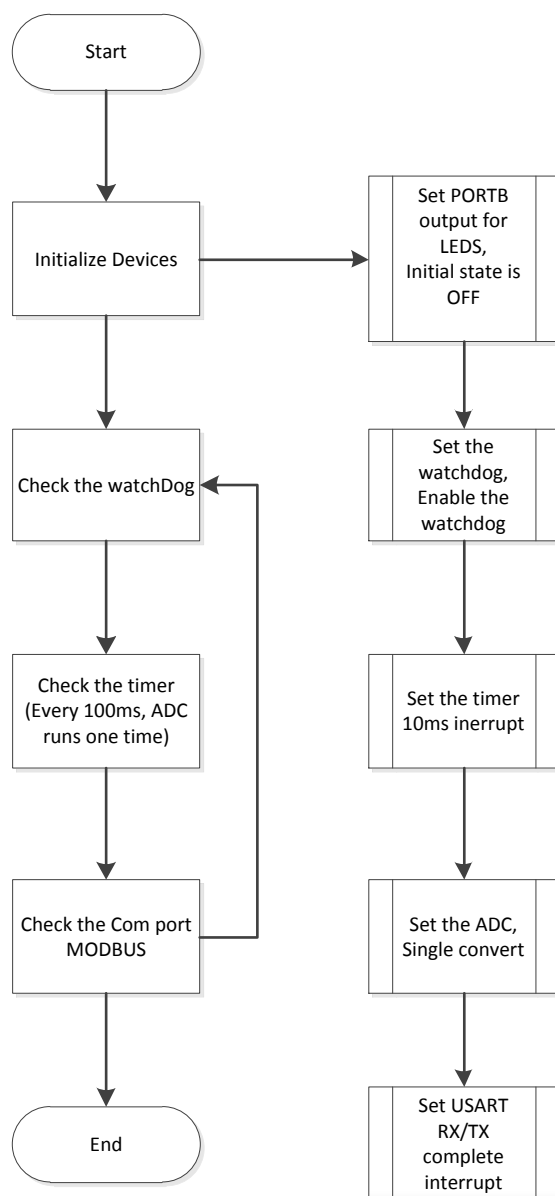 Start
Initialize Devices
Check the watchDog
Check the timer
(Every 100ms, ADC
runs one time)
Check the Com port
MODBUS
End
Set PORTB
output for
LEDS,
Initial state is
OFF
Set the
watchdog,
Enable the
watchdog
Set the timer
10ms inerrupt
Set the ADC,
Single convert
Set USART
RX/TX
complete
interrupt